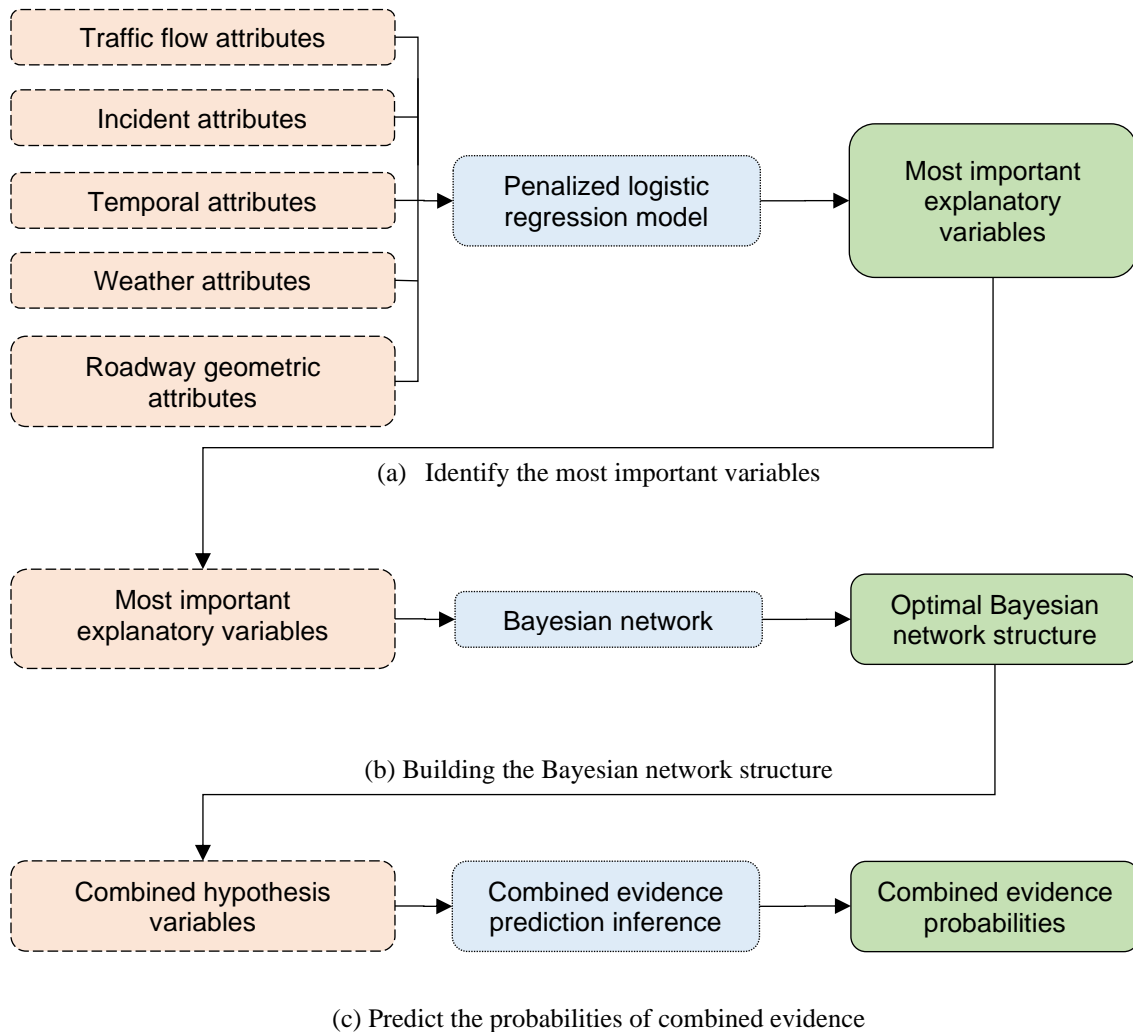 Traffic flow attributes
Incident attributes
Temporal attributes
Weather attributes
Roadway geometric
attributes
Penalized logistic
regression model
Most important
explanatory
variables
(a) Identify the most important variables
Most important
explanatory variables
Bayesian network
Optimal Bayesian
network structure
(b) Building the Bayesian network structure
Combined hypothesis
variables
Combined evidence
prediction inference
Combined evidence
probabilities
(c) Predict the probabilities of combined evidence